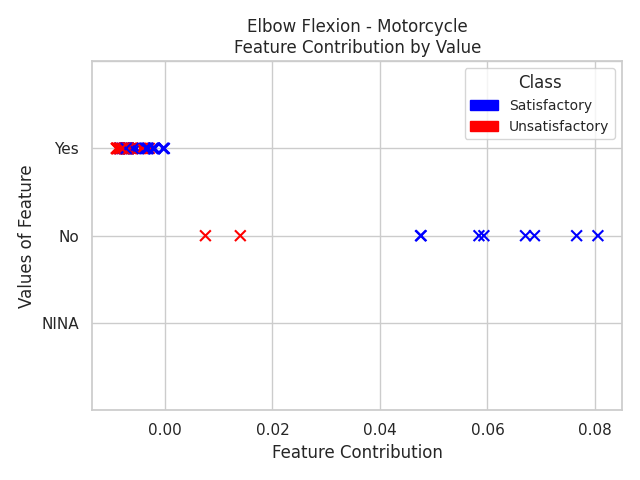 Elbow Flexion - Motorcycle
Feature Contribution by Value
Class
Satisfactory
Unsatisfactory
Values of Feature
Yes
No
NINA
0.00 0.02 0.04 0.06 0.08
Feature Contribution